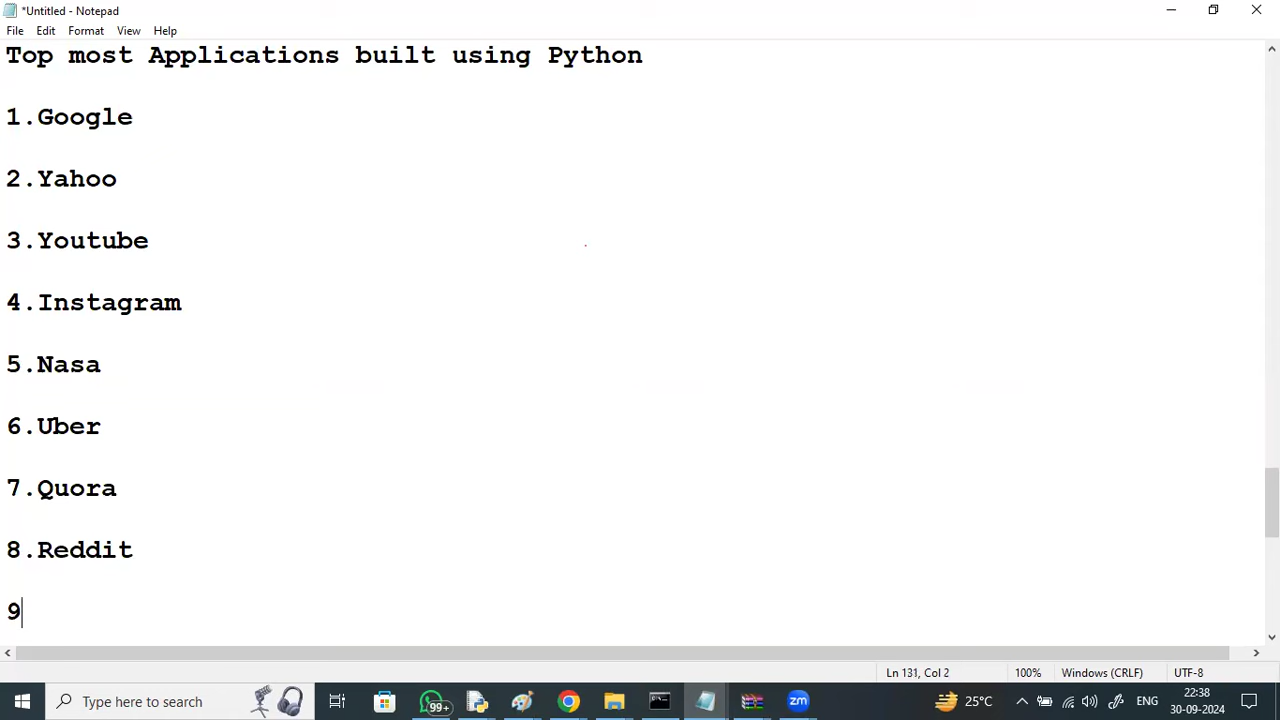 *Untitled - Notepad
File Edit Format View Help
Top most Applications built using Python
1.Google
2.Yahoo
3.Youtube
4.Instagram
5.Nasa
6.Uber
7.Quora
8.Reddit
9
Ln 131, Col 2 100% Windows (CRLF) UTF-8
Type here to search 99+ zm 25°C ENG 22:38
30-09-2024